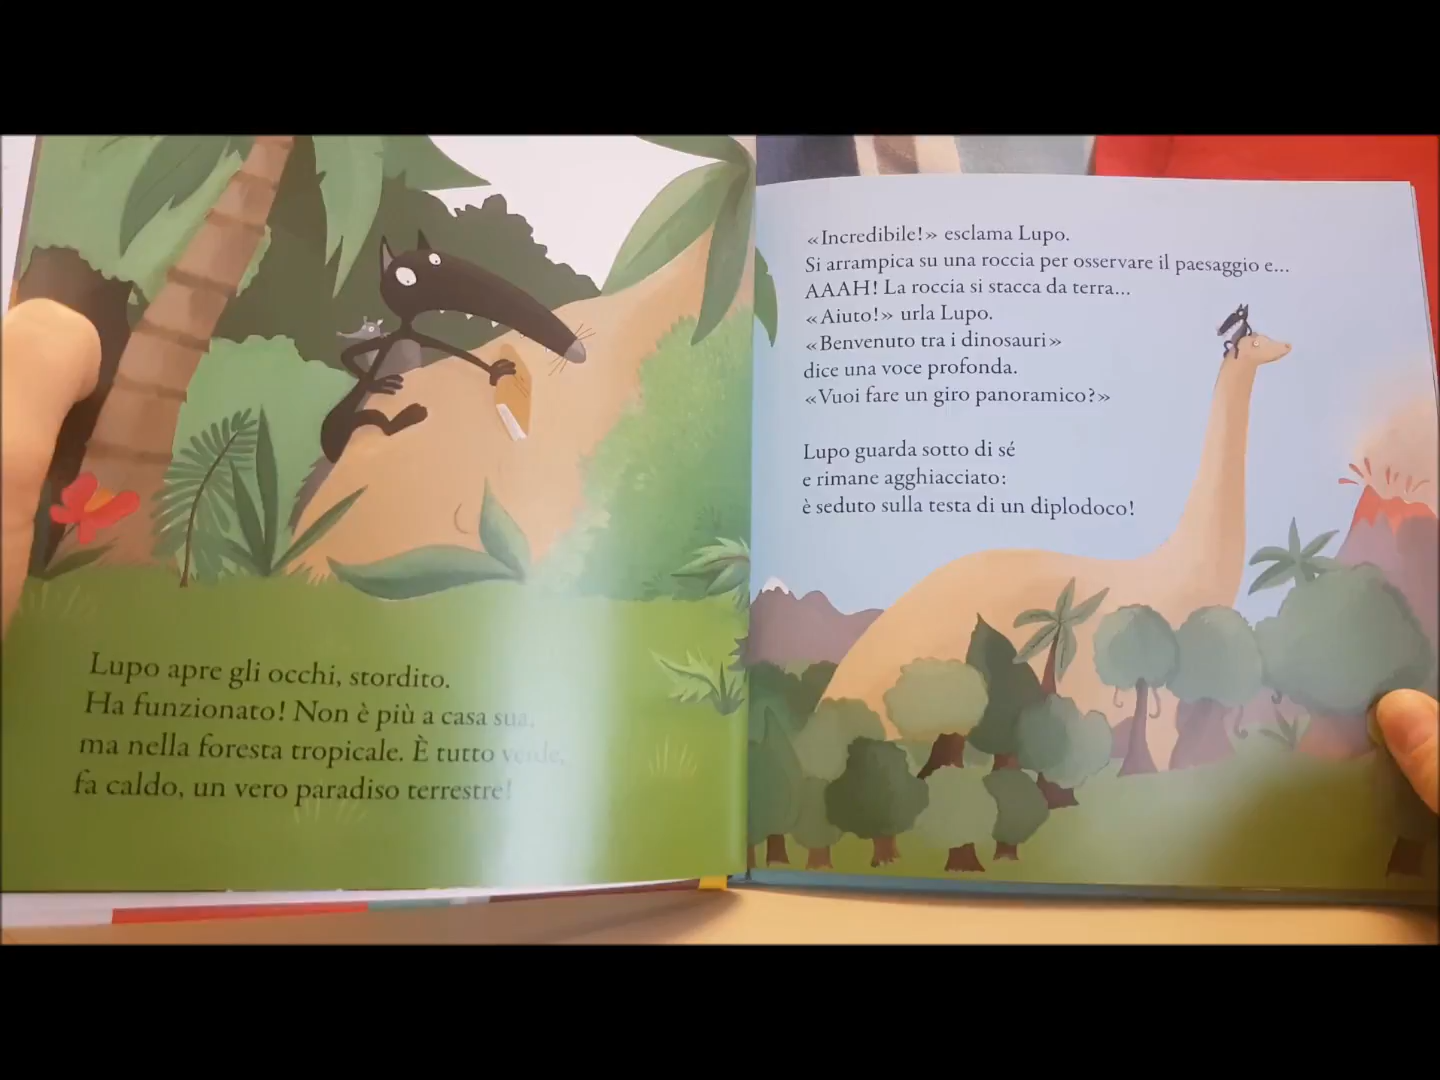 Lupo apre gli occhi, stordito.
Ha funzionato! Non è più a casa sua,
ma nella foresta tropicale. È tutto verde,
fa caldo, un vero paradiso terrestre!
«Incredibile!» esclama Lupo.
Si arrampica su una roccia per osservare il paesaggio e...
AAAH! La roccia si stacca da terra...
«Aiuto!» urla Lupo.
«Benvenuto tra i dinosauri»
dice una voce profonda.
«Vuoi fare un giro panoramico?»
Lupo guarda sotto di sé
e rimane agghiacciato:
è seduto sulla testa di un diplodoco!